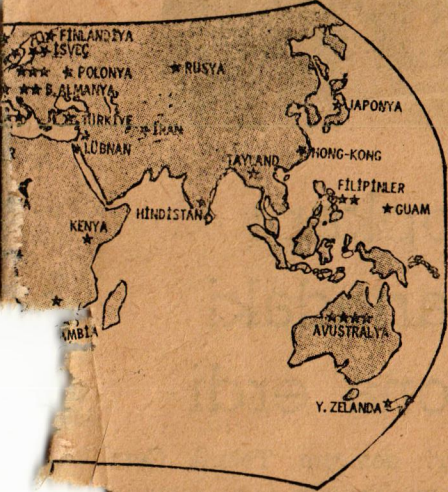 FİNLANDİYA
İSVEÇ
POLONYA
RUSYA
B.ALMANYA
JAPONYA
TÜRKİYE
İRAN
LÜBNAN
TAYLAND
HONG-KONG
FİLİPİNLER
HİNDİSTAN
GUAM
KENYA
AMBİA
AVUSTRALYA
Y. ZELANDA